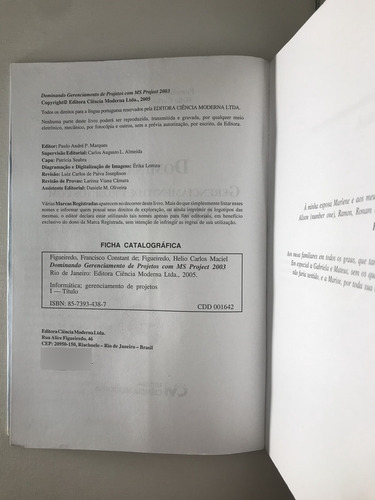 Dominando Gerenciamento de Projetos com MS Project 2003
Copyright© Editora Ciência Moderna Ltda., 2005
Todos os direitos para a língua portuguesa reservados pela EDITORA CIÊNCIA MODERNA LTDA.
Nenhuma parte deste livro poderá ser reproduzida, transmitida e gravada, por qualquer meio
eletrônico, mecânico, por fotocópia e outros, sem a prévia autorização, por escrito, da Editora.
Editor: Paulo André P. Marques
Supervisão Editorial: Carlos Augusto L. Almeida
Capa: Patricia Seabra
Diagramação e Digitalização de Imagens: Érika Loroza
Revisão: Luiz Carlos de Paiva Josephson
Revisão de Provas: Larissa Viana Câmara
Assistente Editorial: Daniele M. Oliveira
Várias Marcas Registradas aparecem no decorrer deste livro. Mais do que simplesmente listar esses
nomes e informar quem possui seus direitos de exploração, ou ainda imprimir os logotipos das
mesmas, o editor declara estar utilizando tais nomes apenas para fins editoriais, em benefício
exclusivo do dono da Marca Registrada, sem intenção de infringir as regras de sua utilização.
FICHA CATALOGRÁFICA
Figueiredo, Francisco Constant de; Figueiredo, Helio Carlos Maciel
Dominando Gerenciamento de Projetos com MS Project 2003
Rio de Janeiro: Editora Ciência Moderna Ltda., 2005.
Informática; gerenciamento de projetos
I — Título
ISBN: 85-7393-438-7
CDD 001642
Editora Ciência Moderna Ltda.
Rua Alice Figueiredo, 46
CEP: 20950-150, Riachuelo – Rio de Janeiro – Brasil
À minha esposa Marlene e aos meus
Alison (number one), Ramon, Renan
Aos meus familiares em todos os graus, que tan
Em especial a Gabriela e Mateus, sem os qua
não faria sentido, e a Marise, por toda sua